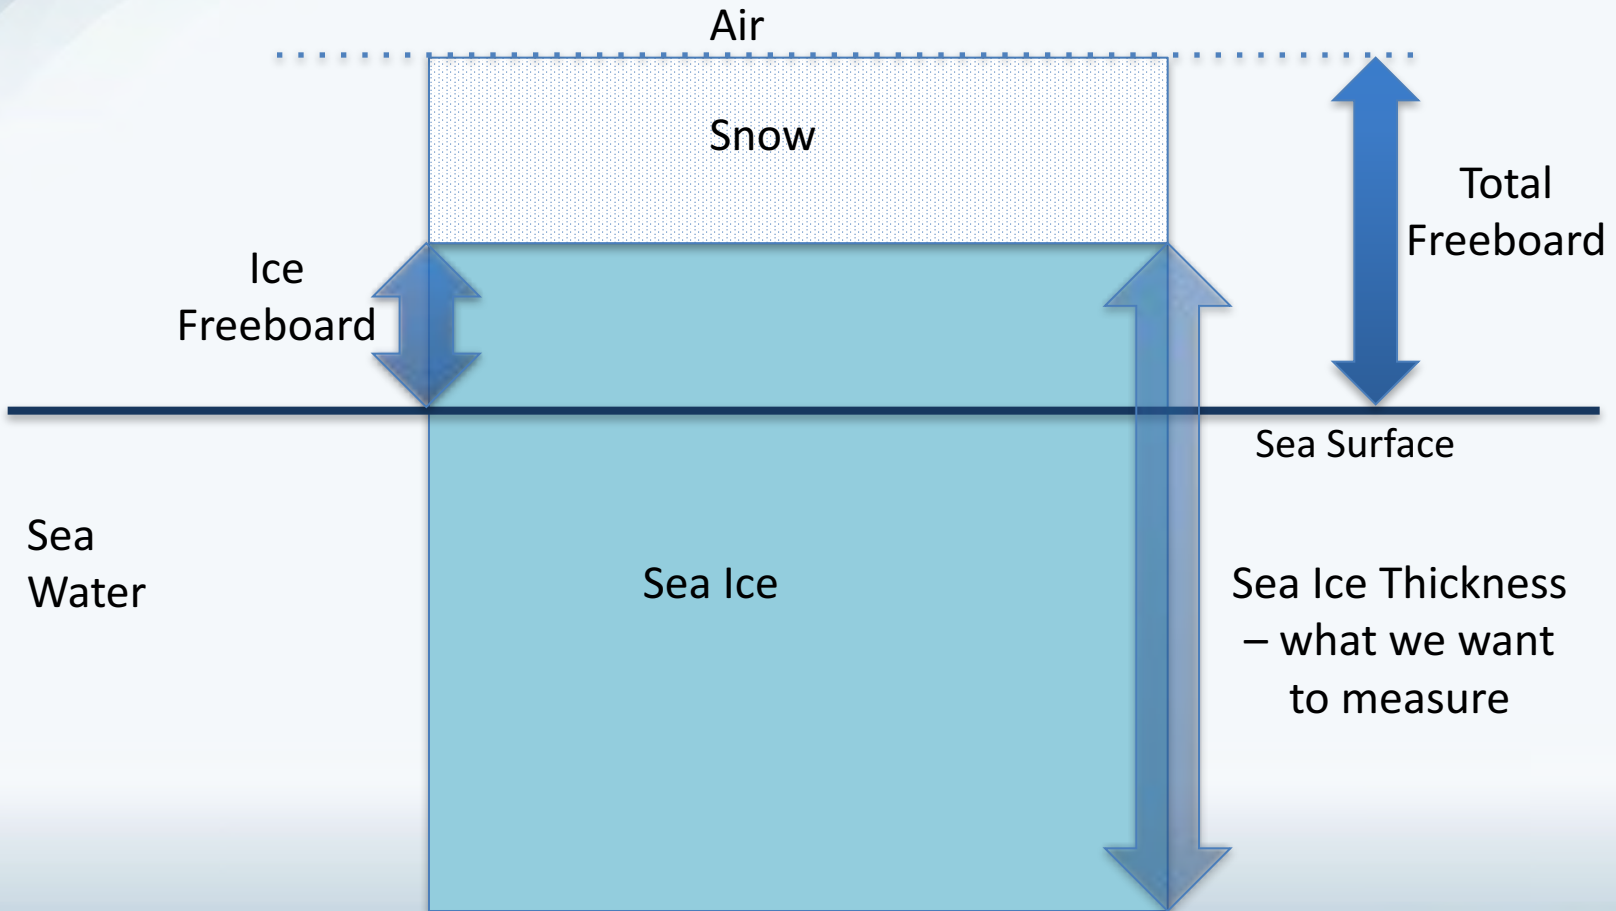 Air
Snow
Total
Freeboard
Ice
Freeboard
Sea Surface
Sea
Water
Sea Ice
Sea Ice Thickness
– what we want
to measure